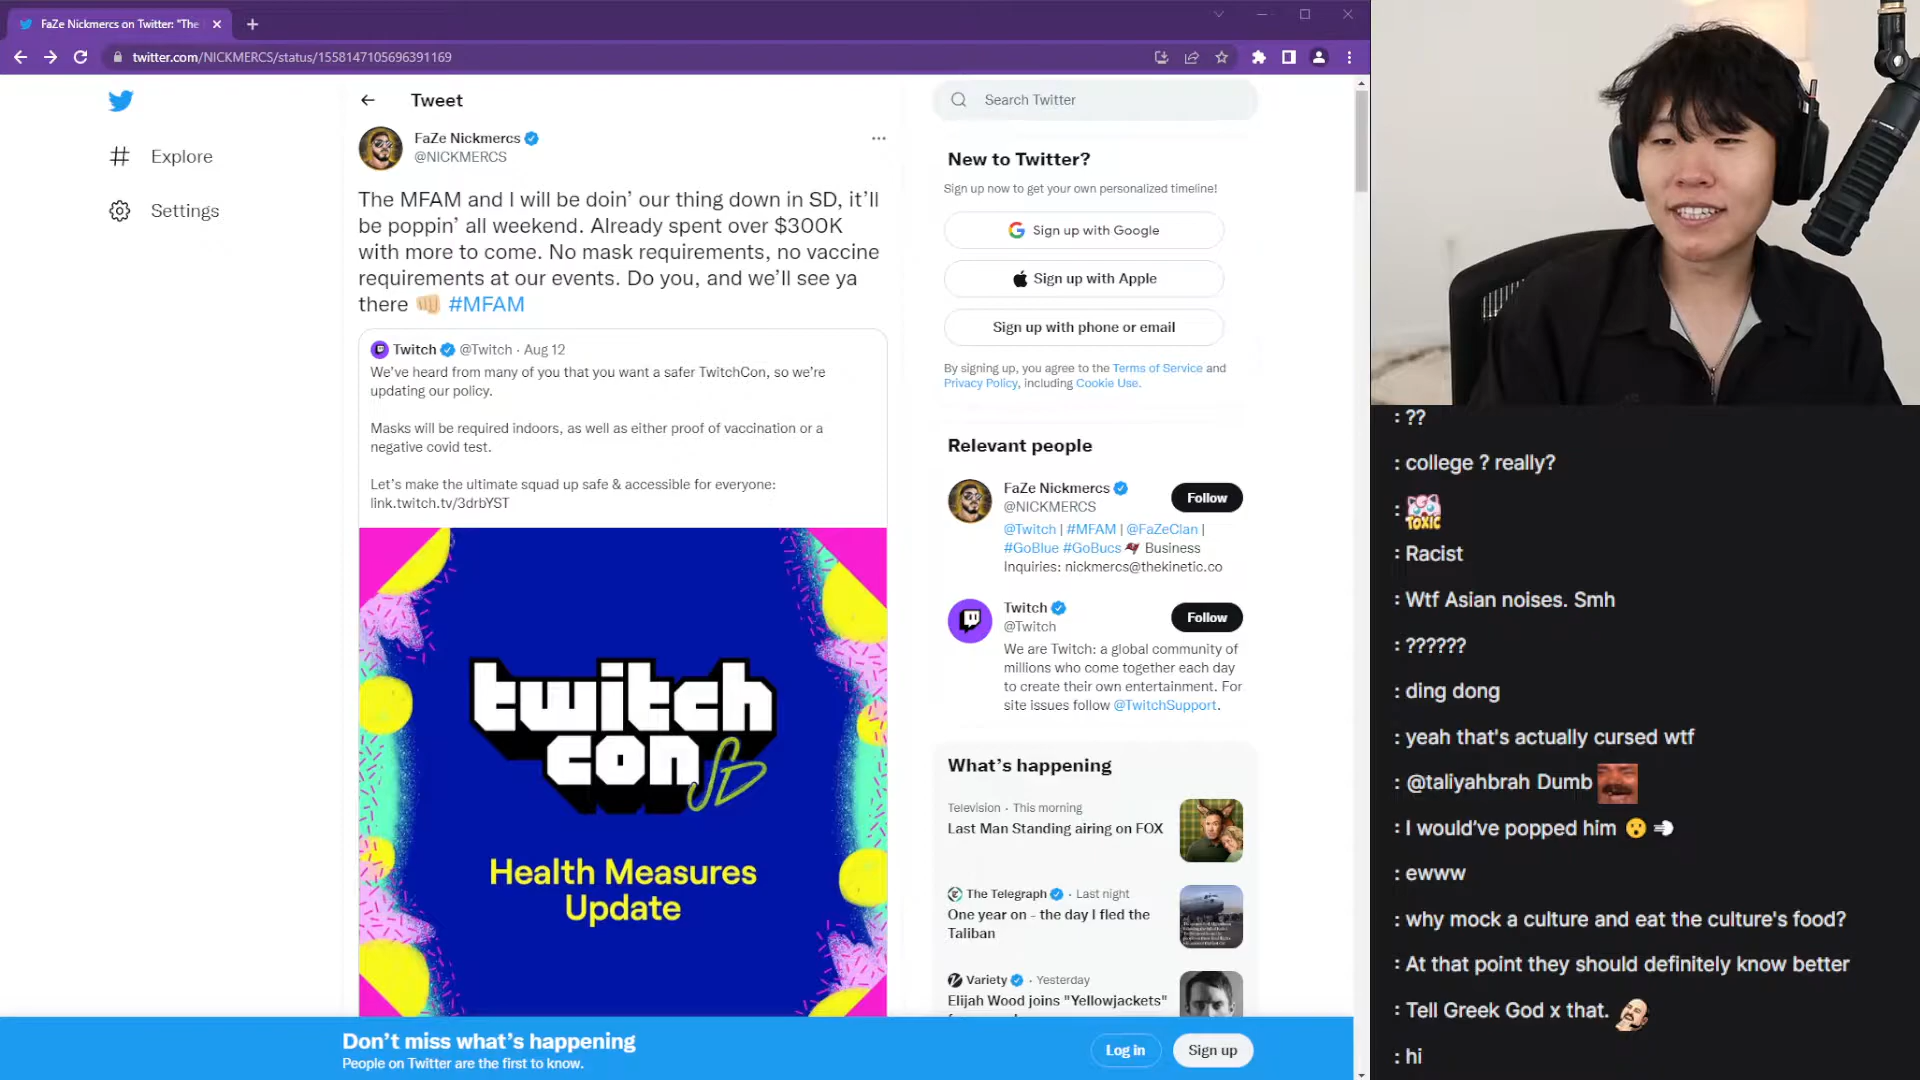 FaZe Nickmercs on Twitter: "The
twitter.com/NICKMERCS/status/1558147105696391169
Explore
Settings
Tweet
FaZe Nickmercs
@NICKMERCS
The MFAM and I will be doin’ our thing down in SD, it’ll
be poppin’ all weekend. Already spent over $300K
with more to come. No mask requirements, no vaccine
requirements at our events. Do you, and we’ll see ya
there 👊🏼 #MFAM
Twitch @Twitch · Aug 12
We’ve heard from many of you that you want a safer TwitchCon, so we’re
updating our policy.
Masks will be required indoors, as well as either proof of vaccination or a
negative covid test.
Let’s make the ultimate squad up safe & accessible for everyone:
link.twitch.tv/3drbYST
twitch
con SD
Health Measures
Update
Search Twitter
New to Twitter?
Sign up now to get your own personalized timeline!
Sign up with Google
Sign up with Apple
Sign up with phone or email
By signing up, you agree to the Terms of Service and
Privacy Policy, including Cookie Use.
Relevant people
FaZe Nickmercs
@NICKMERCS
Follow
@Twitch | #MFAM | @FaZeClan |
#GoBlue #GoBucs Business
Inquiries: nickmercs@thekinetic.co
Twitch
@Twitch
Follow
We are Twitch: a global community of
millions who come together each day
to create their own entertainment. For
site issues follow @TwitchSupport.
What’s happening
Television · This morning
Last Man Standing airing on FOX
The Telegraph · Last night
One year on - the day I fled the
Taliban
Variety · Yesterday
Elijah Wood joins "Yellowjackets"
Don’t miss what’s happening
People on Twitter are the first to know.
Log in
Sign up
: ??
: college ? really?
: TOXIC
: Racist
: Wtf Asian noises. Smh
: ??????
: ding dong
: yeah that's actually cursed wtf
: @taliyahbrah Dumb
: I would’ve popped him 😮💨
: ewww
: why mock a culture and eat the culture's food?
: At that point they should definitely know better
: Tell Greek God x that.
: hi